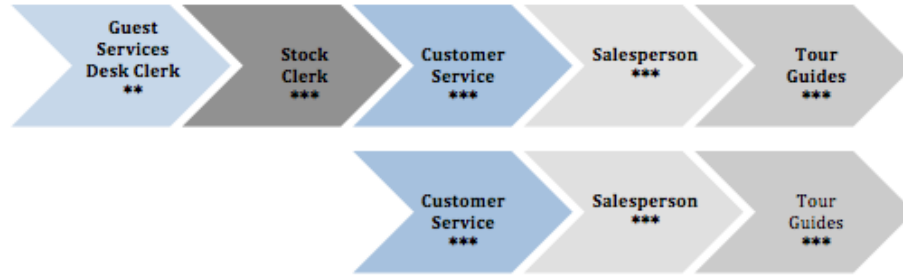 Guest
Services
Desk Clerk
**
Stock
Clerk
***
Customer
Service
***
Salesperson
***
Tour
Guides
***
Customer
Service
***
Salesperson
***
Tour
Guides
***